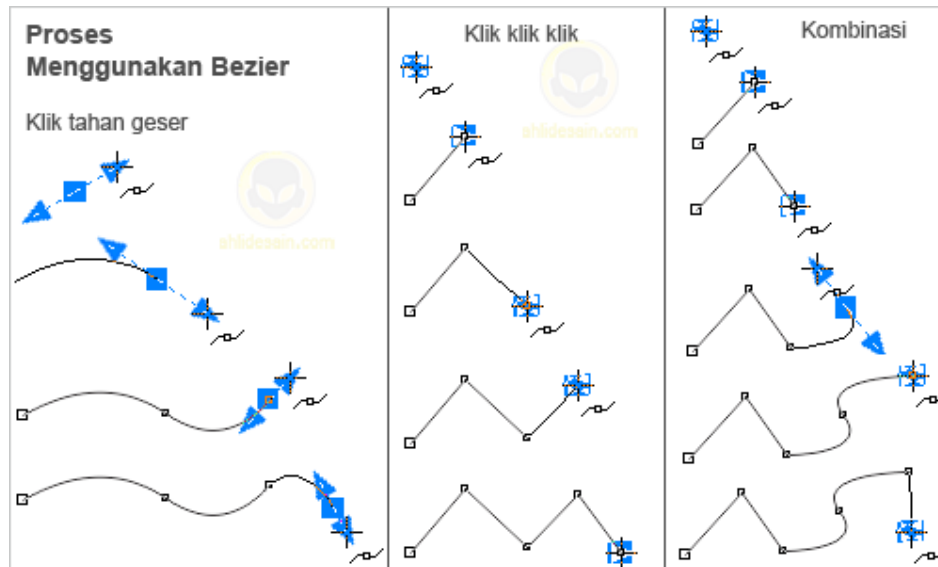 Proses
Menggunakan Bezier
Klik tahan geser
ahlidesain.com
Klik klik klik
ahlidesain.com
Kombinasi